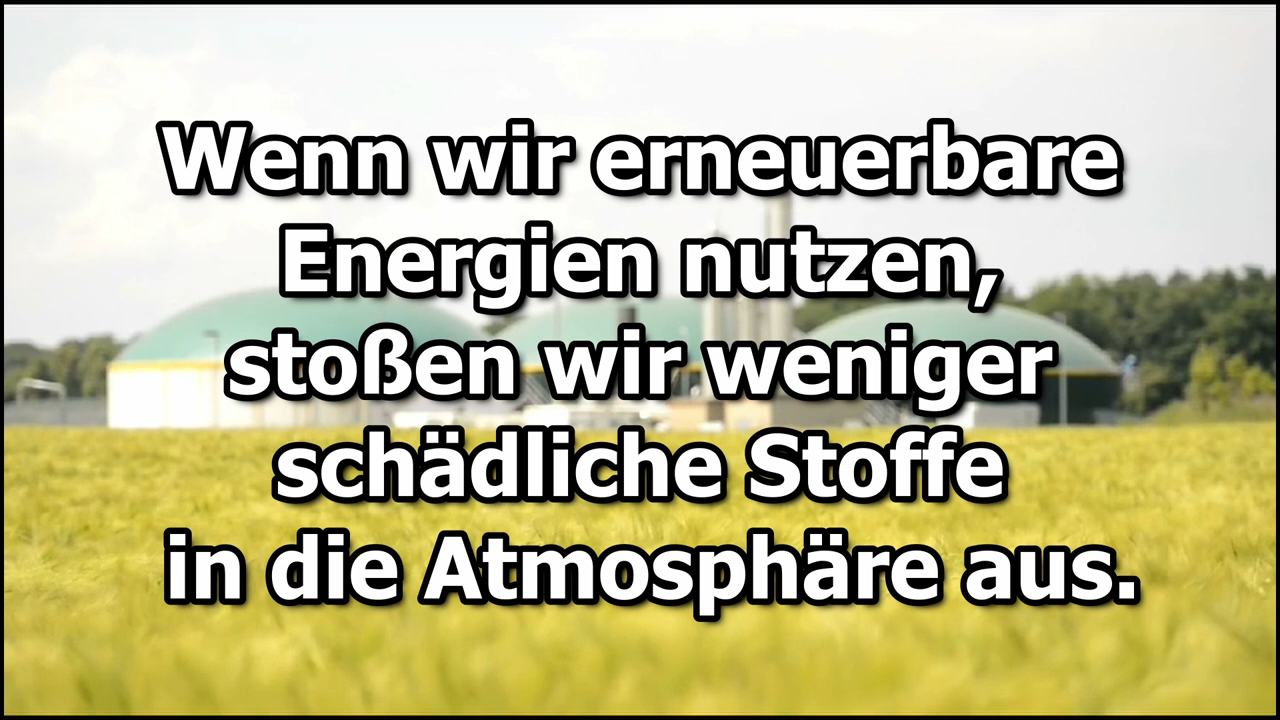 Wenn wir erneuerbare
Energien nutzen,
stoßen wir weniger
schädliche Stoffe
in die Atmosphäre aus.